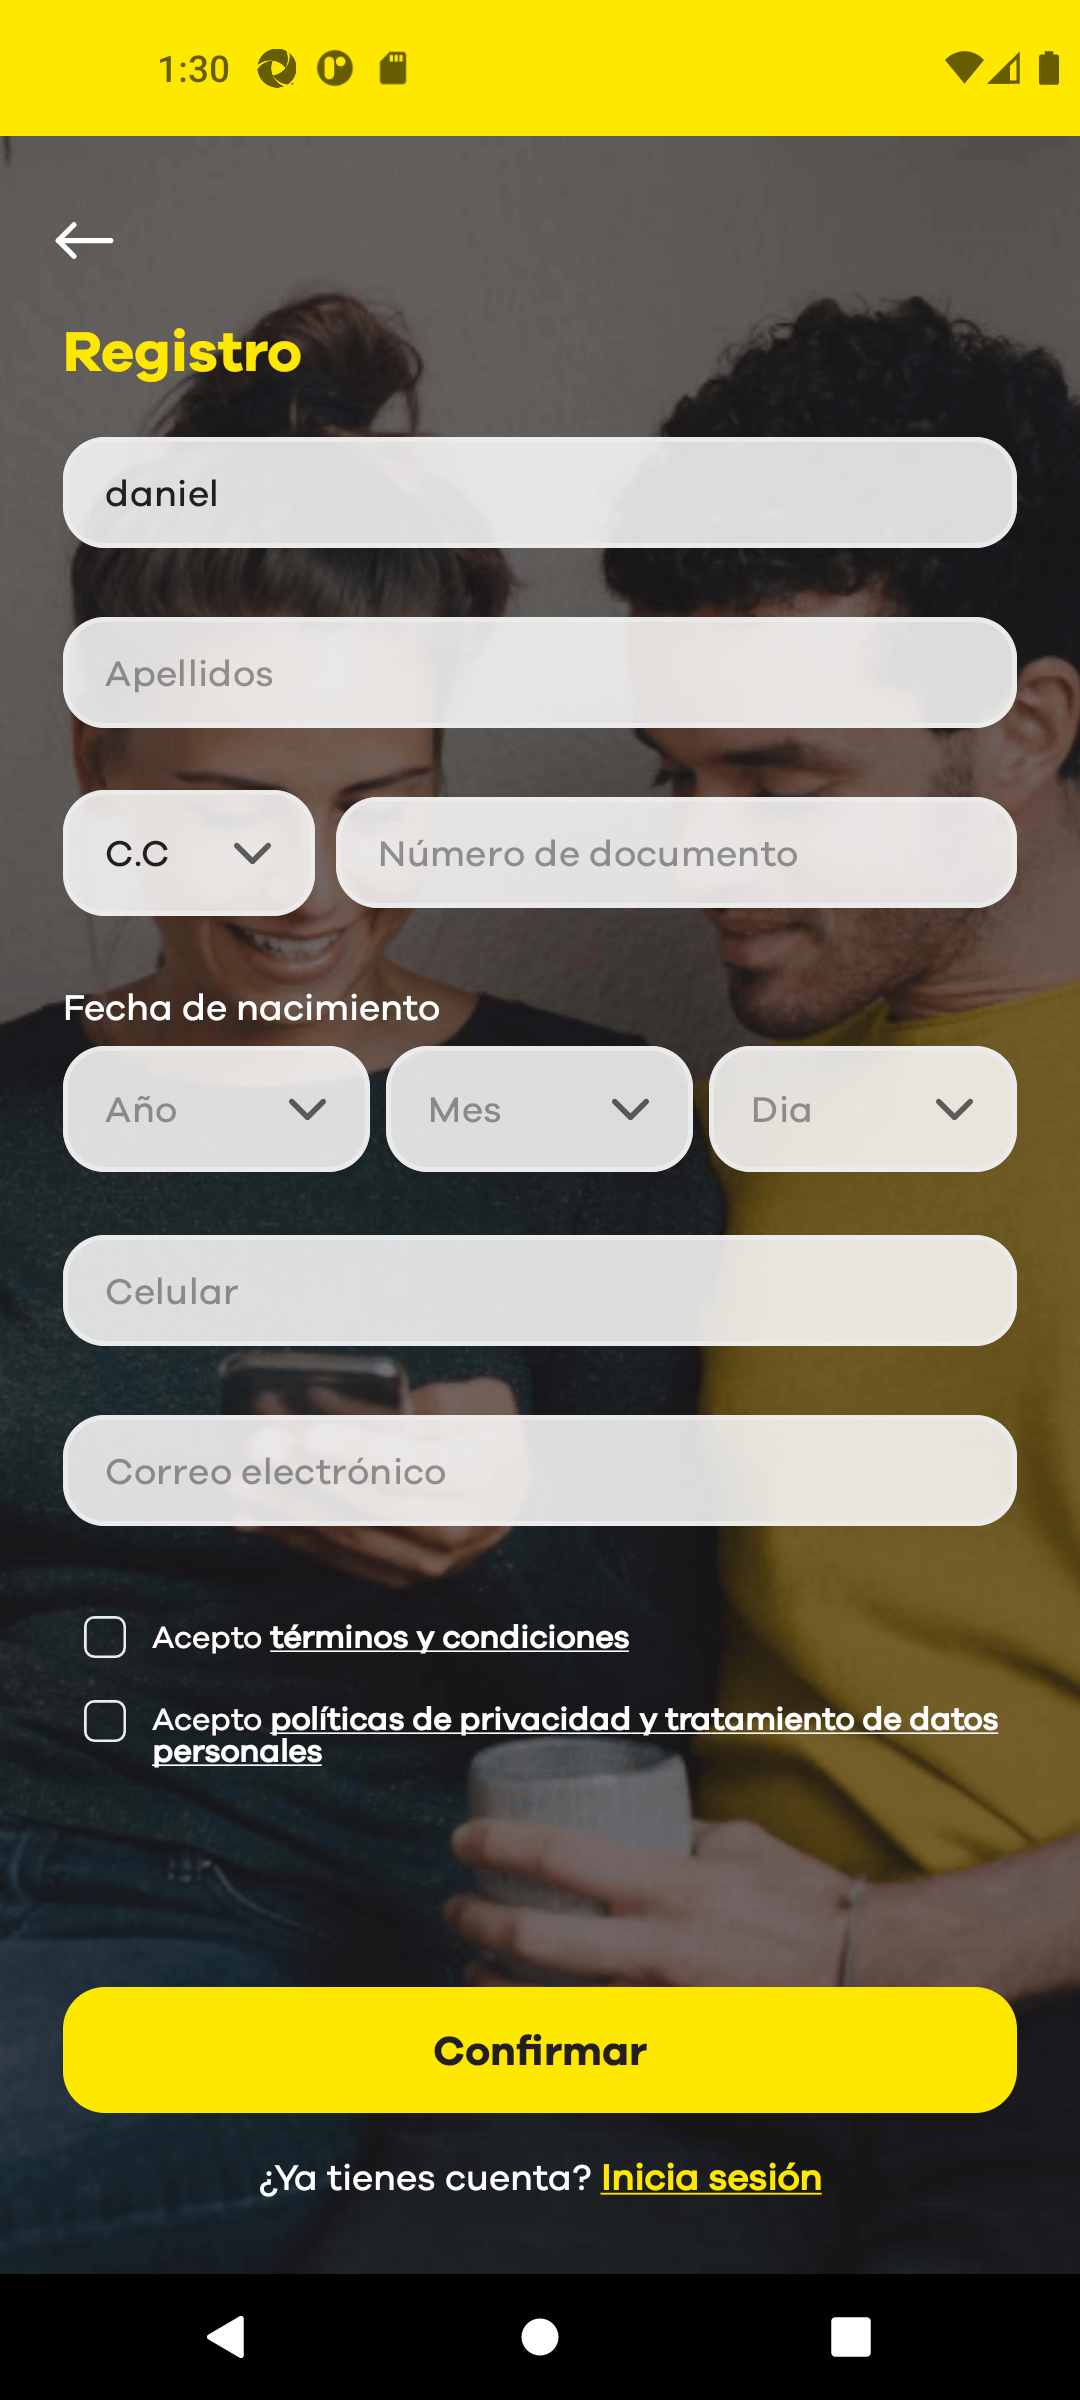 1:30
Registro
daniel
Apellidos
C.C
Número de documento
Fecha de nacimiento
Año
Mes
Dia
Celular
Correo electrónico
Acepto términos y condiciones
Acepto políticas de privacidad y tratamiento de datos
personales
Confirmar
¿Ya tienes cuenta? Inicia sesión